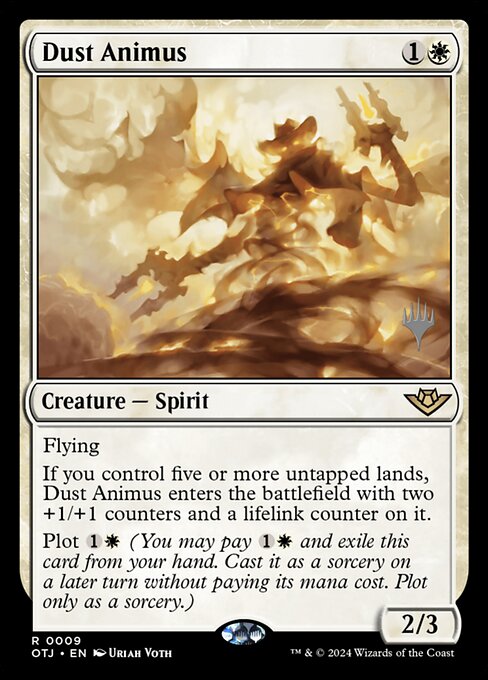 Dust Animus 1
Creature — Spirit
Flying
If you control five or more untapped lands,
Dust Animus enters the battlefield with two
+1/+1 counters and a lifelink counter on it.
Plot 1 (You may pay 1 and exile this
card from your hand. Cast it as a sorcery on
a later turn without paying its mana cost. Plot
only as a sorcery.)
2/3
R 0009
OTJ • EN Uriah Voth
™ & © 2024 Wizards of the Coast